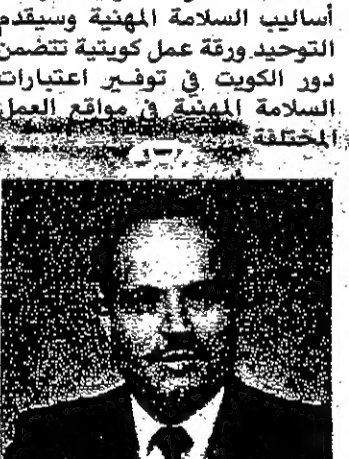 أساليب السلامة المهنية وسيقدم
التوحيد ورقة عمل كويتية تتضمن
دور الكويت في توفير اعتبارات
السلامة المهنية في مواقع العمل
المختلفة